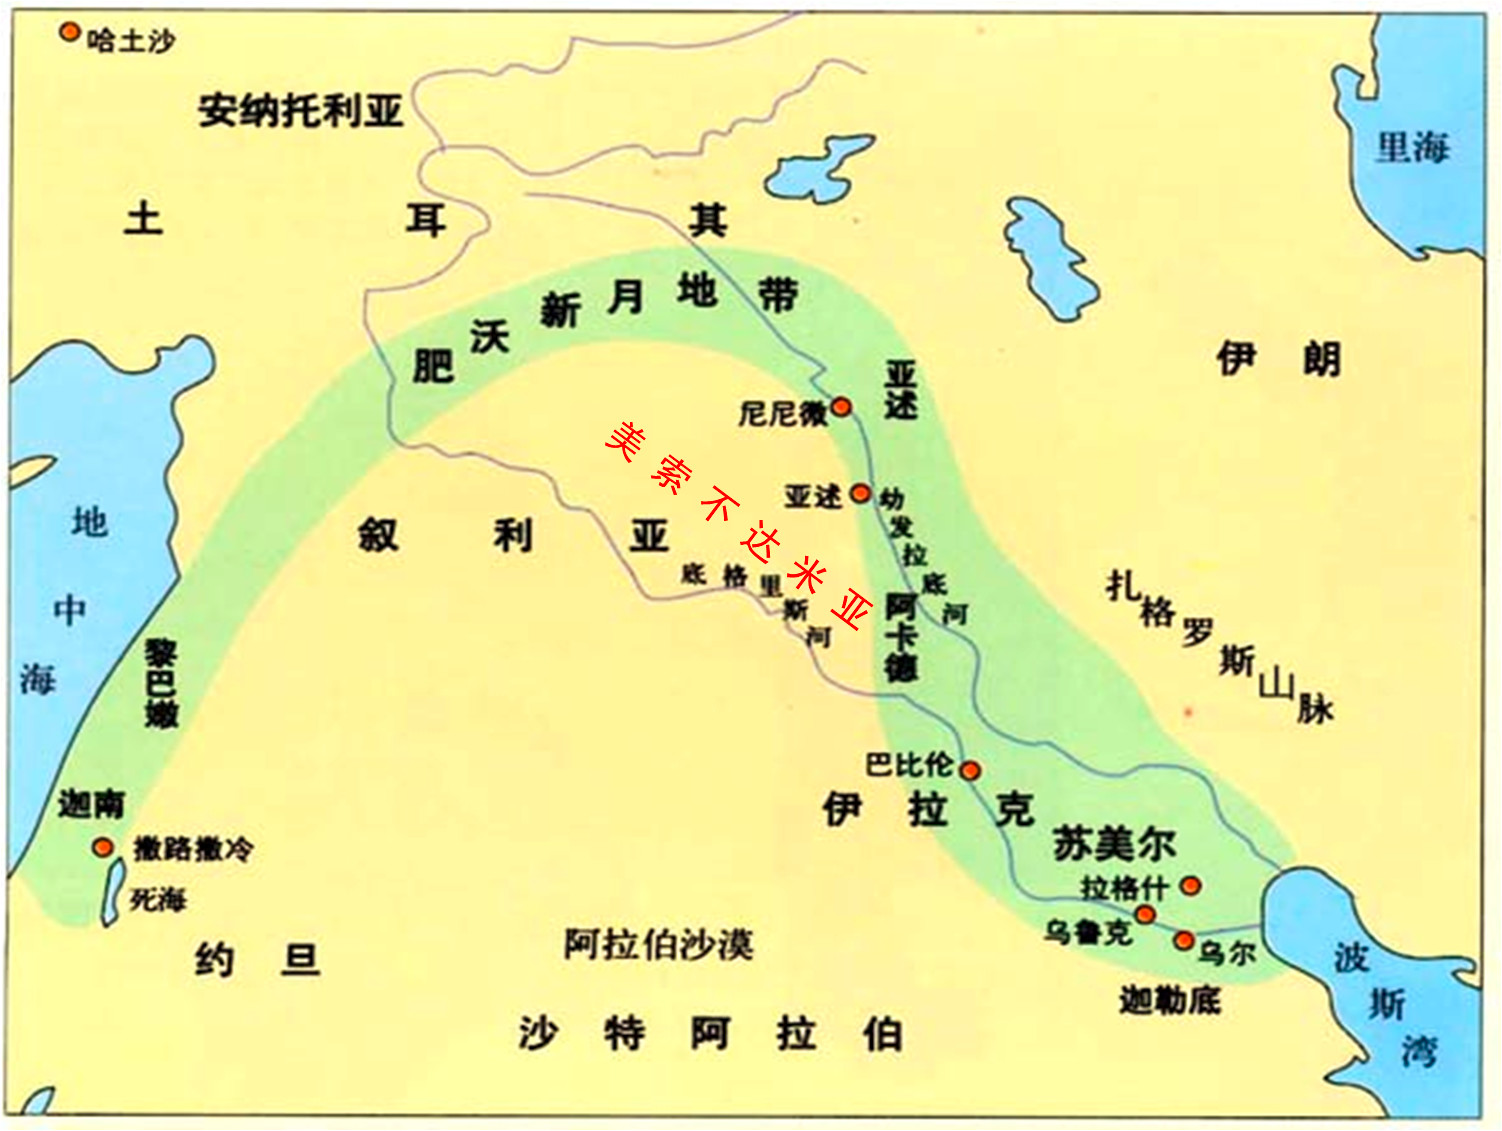 哈土沙
安纳托利亚
里海
土耳其
肥沃新月地带
伊朗
亚述
尼尼微
美索不达米亚
亚述
幼发拉底河
地中海
叙利亚
底格里斯河
阿卡德
扎格罗斯山脉
黎巴嫩
巴比伦
伊拉克
迦南
撒路撒冷
死海
苏美尔
拉格什
乌鲁克
乌尔
约旦
阿拉伯沙漠
波斯湾
迦勒底
沙特阿拉伯